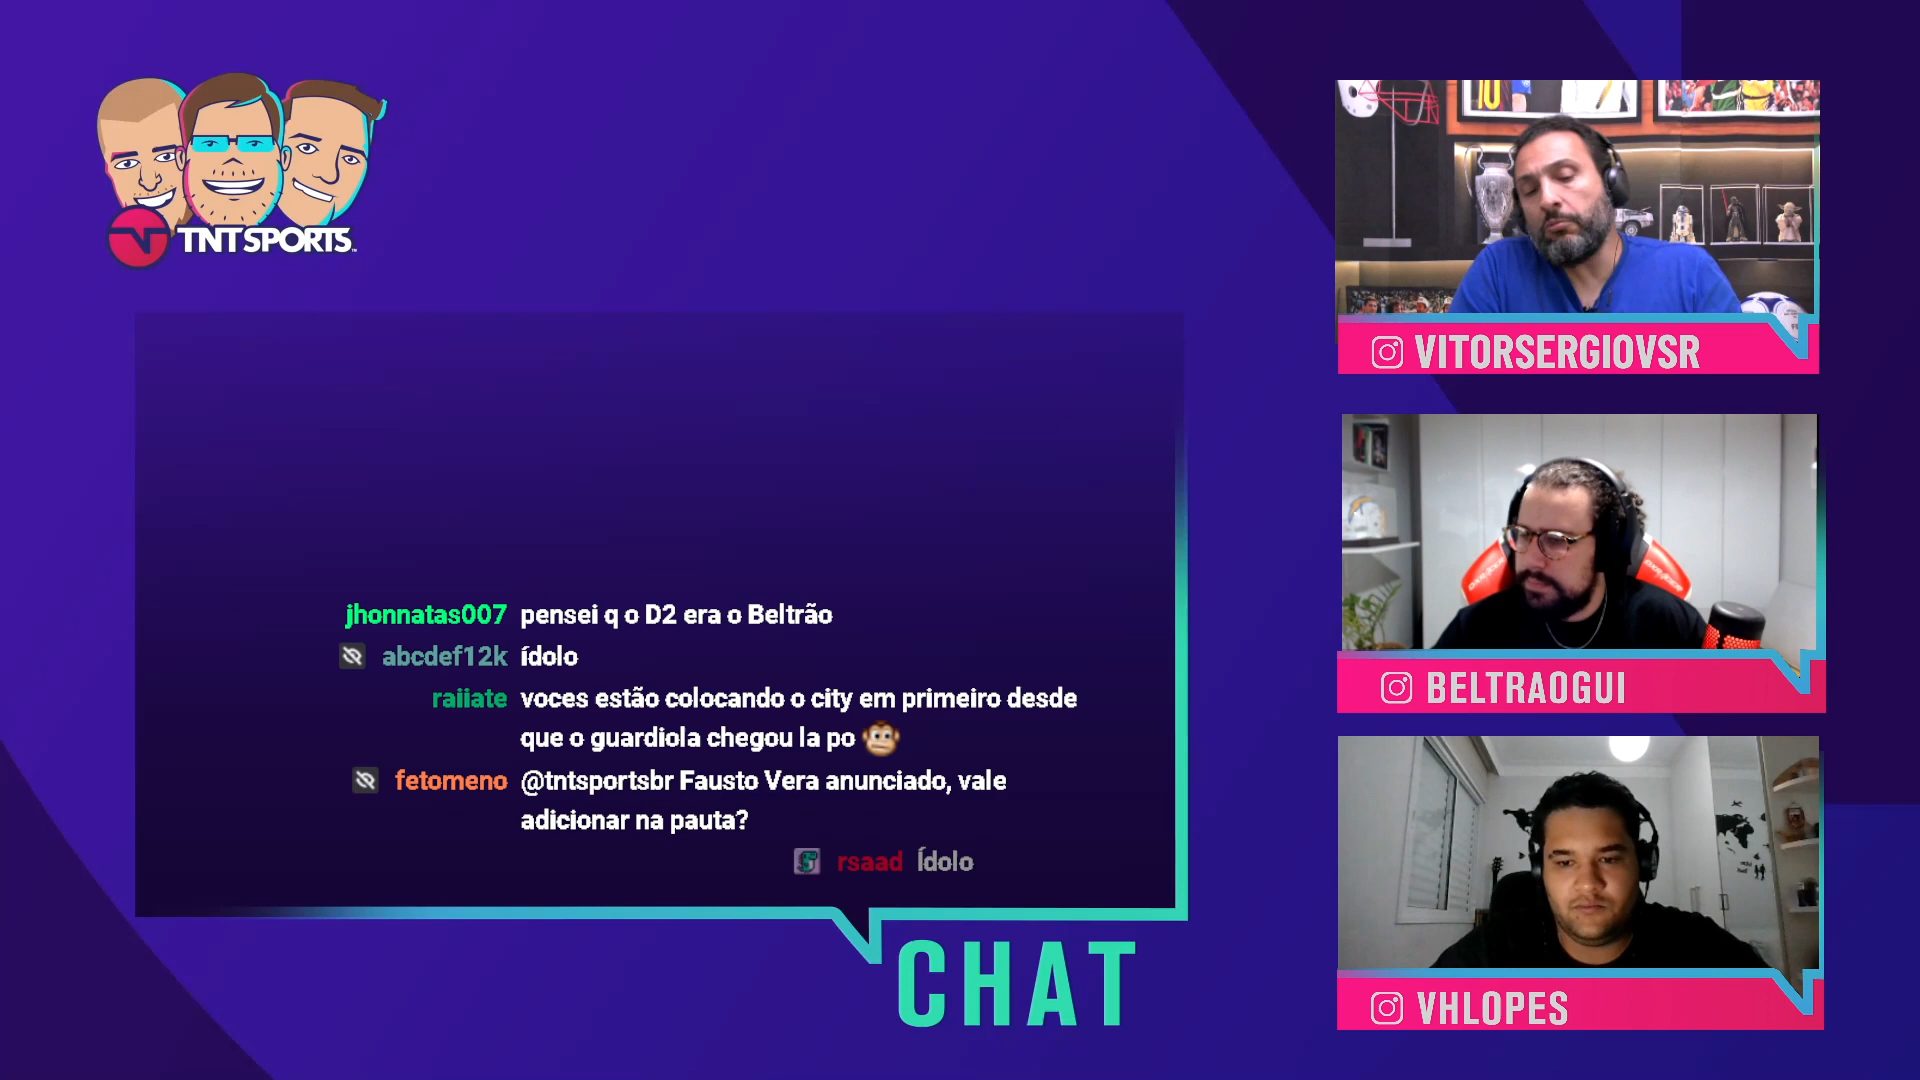 TNT SPORTS
jhonnatas007 pensei q o D2 era o Beltrão
abcdef12k ídolo
raiiate voces estão colocando o city em primeiro desde
que o guardiola chegou la po
fetomeno @tntsportsbr Fausto Vera anunciado, vale
adicionar na pauta?
rsaad Ídolo
CHAT
10
VITORSERGIOVSR
BELTRAOGUI
VHLOPES